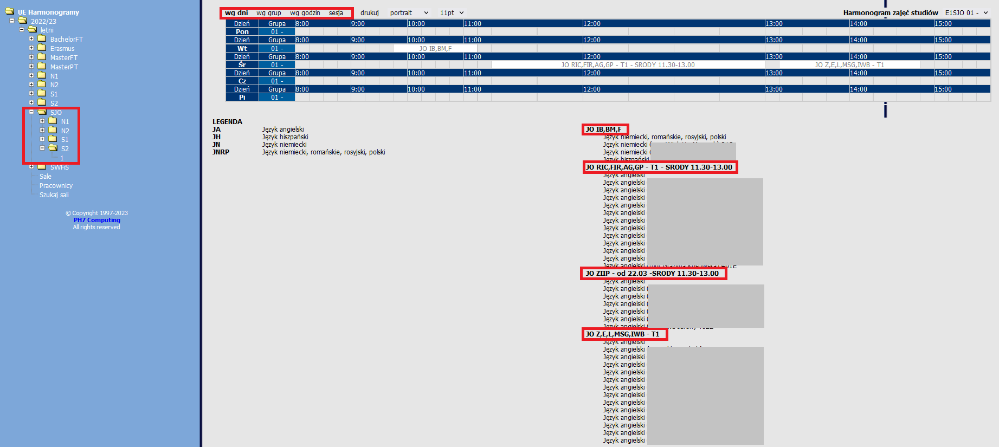 UE Harmonogramy
2022/23
letni
BachelorFT
Erasmus
MasterFT
MasterPT
N1
N2
S1
S2
SJO
N1
N2
S1
S2
1
SWFiS
Sale
Pracownicy
Szukaj sali
© Copyright 1997-2023
PH7 Computing
All rights reserved
wg dni wg grup wg godzin sesja drukuj portrait 11pt Harmonogram zajęć studiów E1SJO 01 -
Dzień Grupa 8:00 9:00 10:00 11:00 12:00 13:00 14:00 15:00
Pon 01 -
Dzień Grupa 8:00 9:00 10:00 11:00 12:00 13:00 14:00 15:00
Wt 01 - JO IB,BM,F
Dzień Grupa 8:00 9:00 10:00 11:00 12:00 13:00 14:00 15:00
Śr 01 - JO RIC,FIR,AG,GP - T1 - SRODY 11.30-13.00 JO Z,E,L,MSG,IWB - T1
Dzień Grupa 8:00 9:00 10:00 11:00 12:00 13:00 14:00 15:00
Cz 01 -
Dzień Grupa 8:00 9:00 10:00 11:00 12:00 13:00 14:00 15:00
Pi 01 -
LEGENDA
JA Język angielski
JH Język hiszpański
JN Język niemiecki
JNRP Język niemiecki, romańskie, rosyjski, polski
JO IB,BM,F
Język niemiecki, romańskie, rosyjski, polski
Język niemiecki (
Język niemiecki (
Język hiszpański
JO RIC,FIR,AG,GP - T1 - SRODY 11.30-13.00
Język angielski
Język angielski
Język angielski
Język angielski
Język angielski
Język angielski
Język angielski
Język angielski
Język angielski
Język angielski
Język angielski
Język angielski
Język angielski
JO ZIIP - od 22.03 -SRODY 11.30-13.00
Język angielski
Język angielski (
Język angielski (
Język angielski (
Język angielski (
Język angielski (
Język angielski (
JO Z,E,L,MSG,IWB - T1
Język angielski
Język angielski
Język angielski
Język angielski
Język angielski
Język angielski
Język angielski
Język angielski
Język angielski
Język angielski
Język angielski
Język angielski
Język angielski
Język angielski